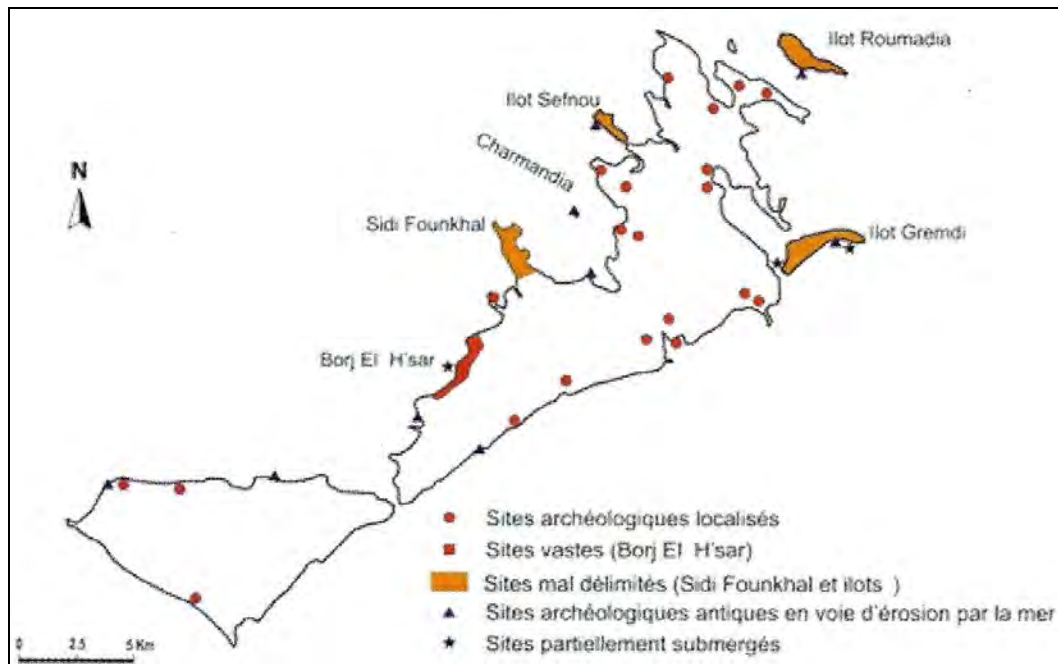 Ilot Roumadia
Ilot Sefnou
Charmandia
N
Sidi Founkhal
Ilot Gremdi
Borj El H'sar
Sites archéologiques localisés
Sites vastes (Borj El H'sar)
Sites mal délimités (Sidi Founkhal et ilots )
Sites archéologiques antiques en voie d'érosion par la mer
Sites partiellement submergés
0 2.5 5 Km